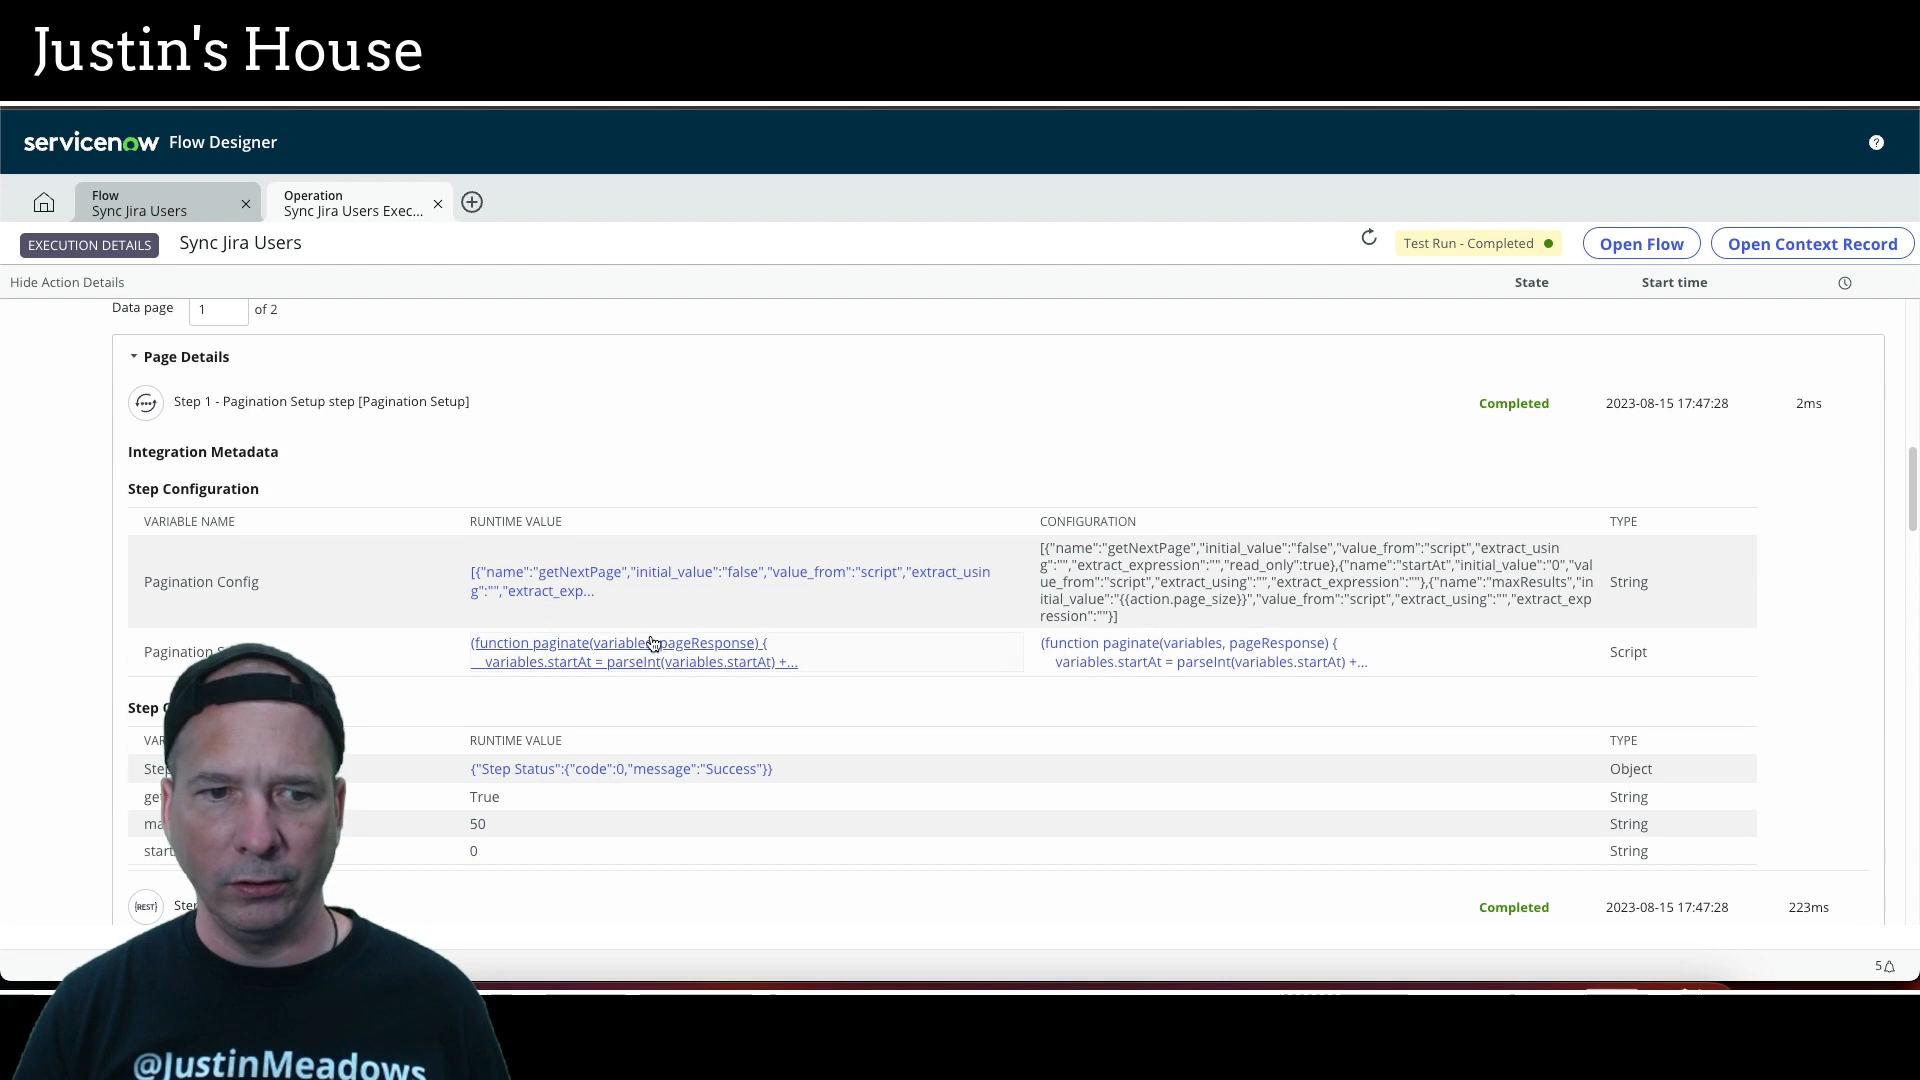 Justin's House
servicenow Flow Designer
?
Flow
Sync Jira Users
Operation
Sync Jira Users Exec...
EXECUTION DETAILS Sync Jira Users
Test Run - Completed
Open Flow
Open Context Record
Hide Action Details State Start time
Data page 1 of 2
Page Details
Step 1 - Pagination Setup step [Pagination Setup] Completed 2023-08-15 17:47:28 2ms
Integration Metadata
Step Configuration
VARIABLE NAME RUNTIME VALUE CONFIGURATION TYPE
Pagination Config
[{"name":"getNextPage","initial_value":"false","value_from":"script","extract_usin
g":"","extract_exp...
[{"name":"getNextPage","initial_value":"false","value_from":"script","extract_usin
g":"","extract_expression":"","read_only":true},{"name":"startAt","initial_value":"0","val
ue_from":"script","extract_using":"","extract_expression":""},{"name":"maxResults","in
itial_value":"{{action.page_size}}","value_from":"script","extract_using":"","extract_exp
ression":""}]
String
Pagination
(function paginate(variable pageResponse) {
variables.startAt = parseInt(variables.startAt) +...
(function paginate(variables, pageResponse) {
variables.startAt = parseInt(variables.startAt) +...
Script
Step
RUNTIME VALUE TYPE
{"Step Status":{"code":0,"message":"Success"}} Object
True String
50 String
start 0 String
{REST} Completed 2023-08-15 17:47:28 223ms
5
@JustinMeadows